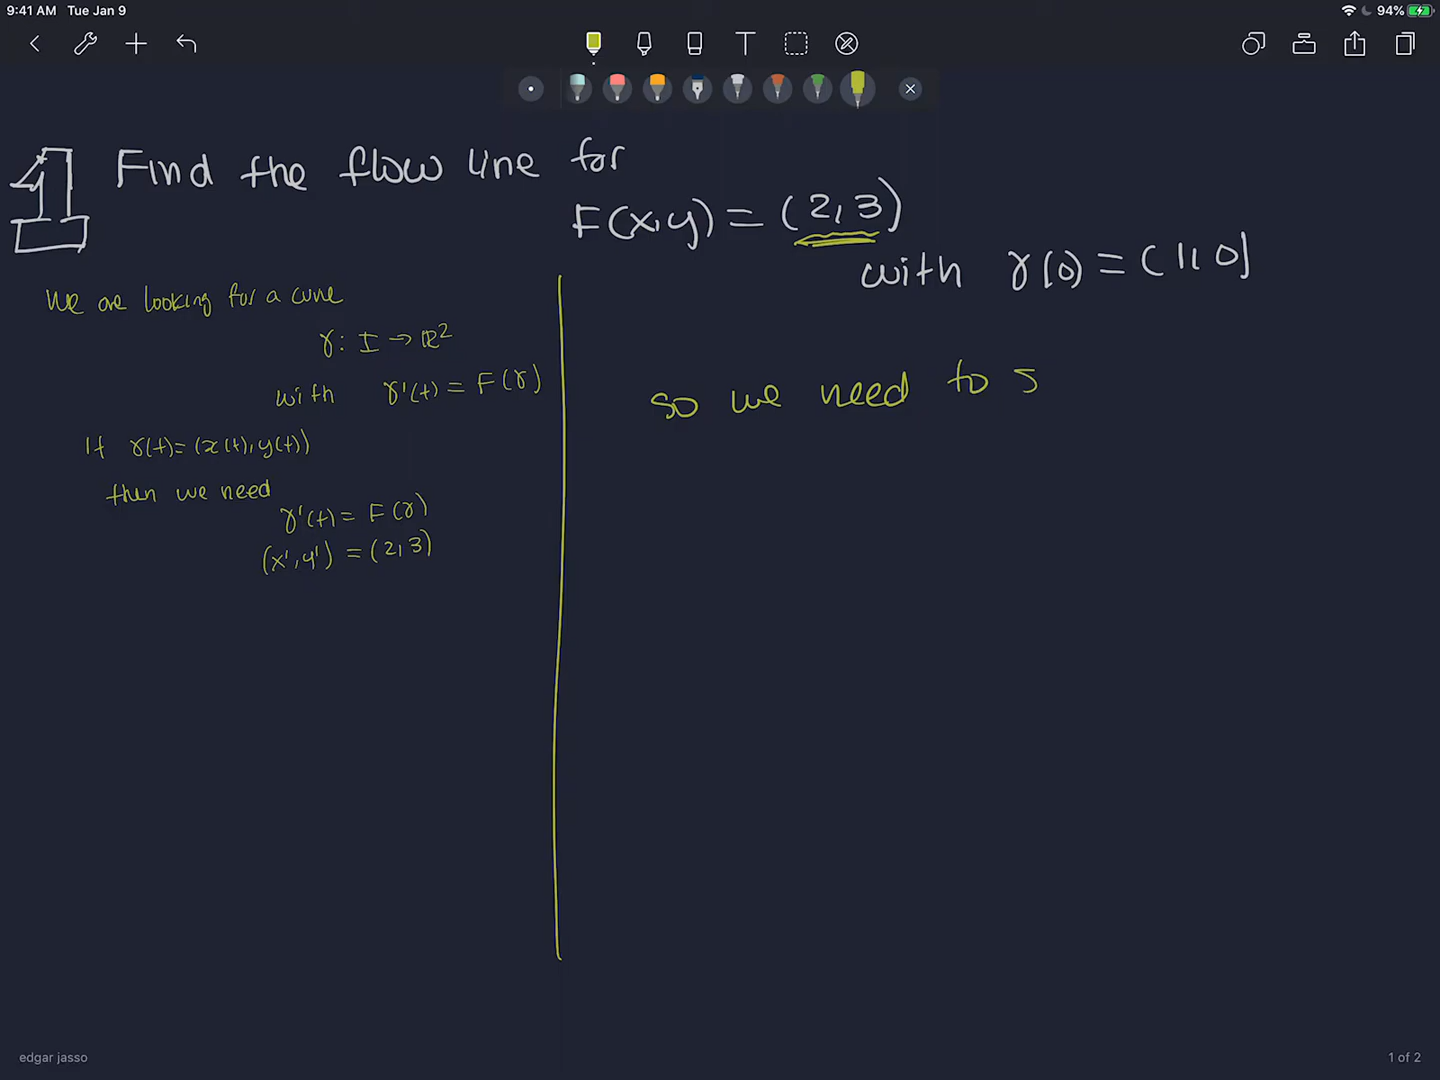 9:41 AM Tue Jan 9
94%
T
1 Find the flow line for
F(x,y) = (2,3)
with γ(0) = (1,0)
We are looking for a curve
γ: I → ℝ²
with γ'(t) = F(γ)
If γ(t) = (x(t), y(t))
then we need
γ'(t) = F(γ)
(x', y') = (2,3)
so we need to s
edgar jasso
1 of 2